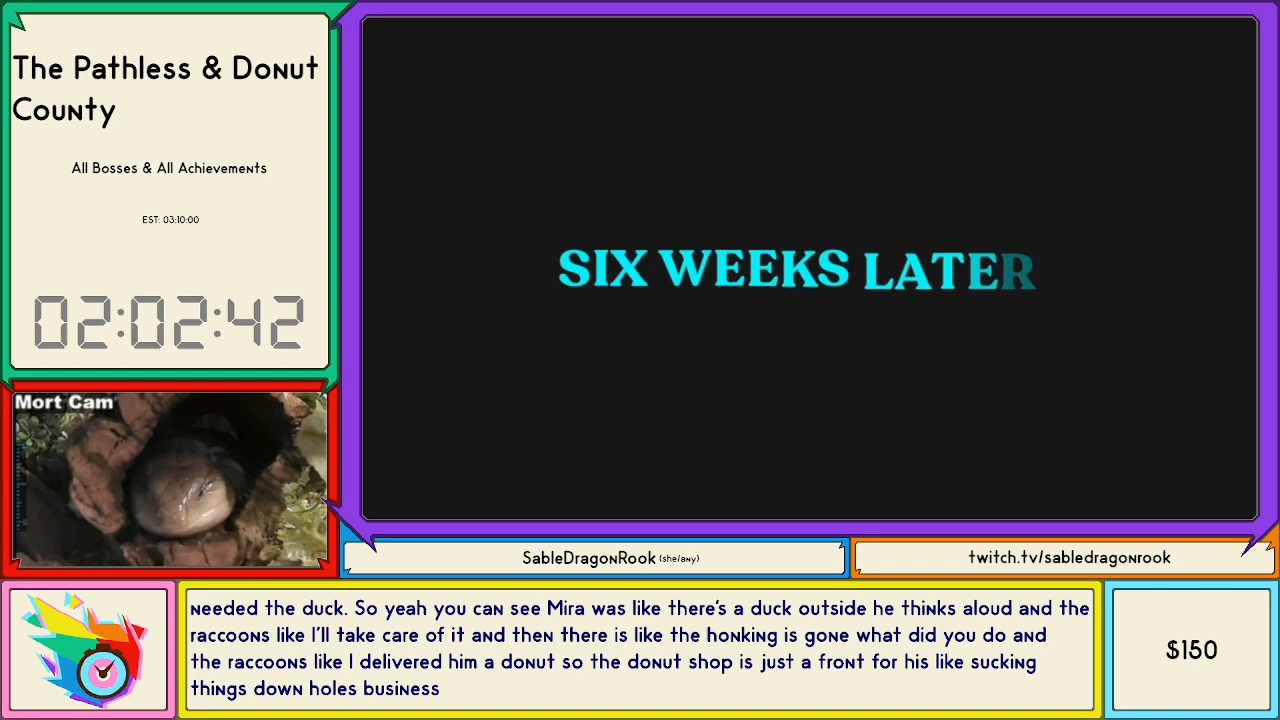 The Pathless & Donut
County
All Bosses & All Achievements
EST: 03:10:00
02:02:42
Mort Cam
SIX WEEKS LATER
SableDragonRook (she/any)
twitch.tv/sabledragonrook
needed the duck. So yeah you can see Mira was like there's a duck outside he thinks aloud and the
raccoons like I'll take care of it and then there is like the honking is gone what did you do and
the raccoons like I delivered him a donut so the donut shop is just a front for his like sucking
things down holes business
$150